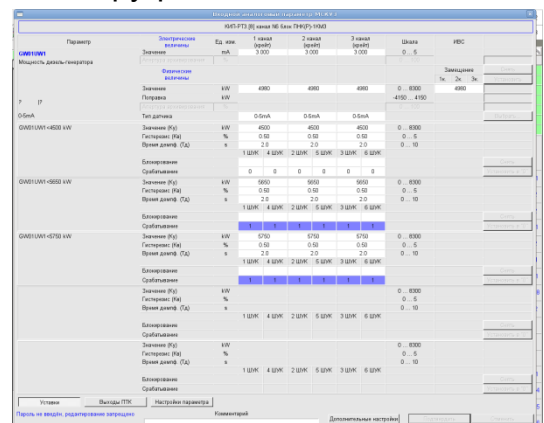 Входные аналоговые параметры МСКУ 1
КИП-РТЗ [6] канал N6 блок ПНК(Р)-1КМ3
Параметр Электрические величины Ед. изм. 1 канал (крейт) 2 канал (крейт) 3 канал (крейт) Шкала ИВС
GW01UW1 Значение mA 3.000 3.000 3.000 0 ... 5
Мощность дизель-генератора
Физические величины Замещение
1к 2к 3к
Значение kW 4980 4980 4980 0 ... 8300 4980
Поправка kW -4150 ... 4150
0-5mA Тип датчика 0-5mA 0-5mA 0-5mA
GW01UW1<4500 kW Значение (Ку) kW 4500 4500 4500 0 ... 8300
Гистерезис (Кв) % 0.50 0.50 0.50 0 ... 5
Время демпф. (Тд) s 2.0 2.0 2.0 0 ... 10
1 ШУК 4 ШУК 2 ШУК 5 ШУК 3 ШУК 6 ШУК
Блокирование
Срабатывание 0 0 0 0 0 0
GW01UW1<5650 kW Значение (Ку) kW 5650 5650 5650 0 ... 8300
Гистерезис (Кв) % 0.50 0.50 0.50 0 ... 5
Время демпф. (Тд) s 2.0 2.0 2.0 0 ... 10
1 ШУК 4 ШУК 2 ШУК 5 ШУК 3 ШУК 6 ШУК
Блокирование
Срабатывание 1 1 1 1 1 1
GW01UW1<5750 kW Значение (Ку) kW 5750 5750 5750 0 ... 8300
Гистерезис (Кв) % 0.50 0.50 0.50 0 ... 5
Время демпф. (Тд) s 2.0 2.0 2.0 0 ... 10
1 ШУК 4 ШУК 2 ШУК 5 ШУК 3 ШУК 6 ШУК
Блокирование
Срабатывание 1 1 1 1 1 1
Значение (Ку) kW 0 ... 8300
Гистерезис (Кв) % 0 ... 5
Время демпф. (Тд) s 0 ... 10
1 ШУК 4 ШУК 2 ШУК 5 ШУК 3 ШУК 6 ШУК
Блокирование
Срабатывание
Значение (Ку) kW 0 ... 8300
Гистерезис (Кв) % 0 ... 5
Время демпф. (Тд) s 0 ... 10
1 ШУК 4 ШУК 2 ШУК 5 ШУК 3 ШУК 6 ШУК
Блокирование
Срабатывание
Уставки Выходы ПТК Настройки параметра
Пароль не введён, редактирование запрещено Комментарий Дополнительные настройки